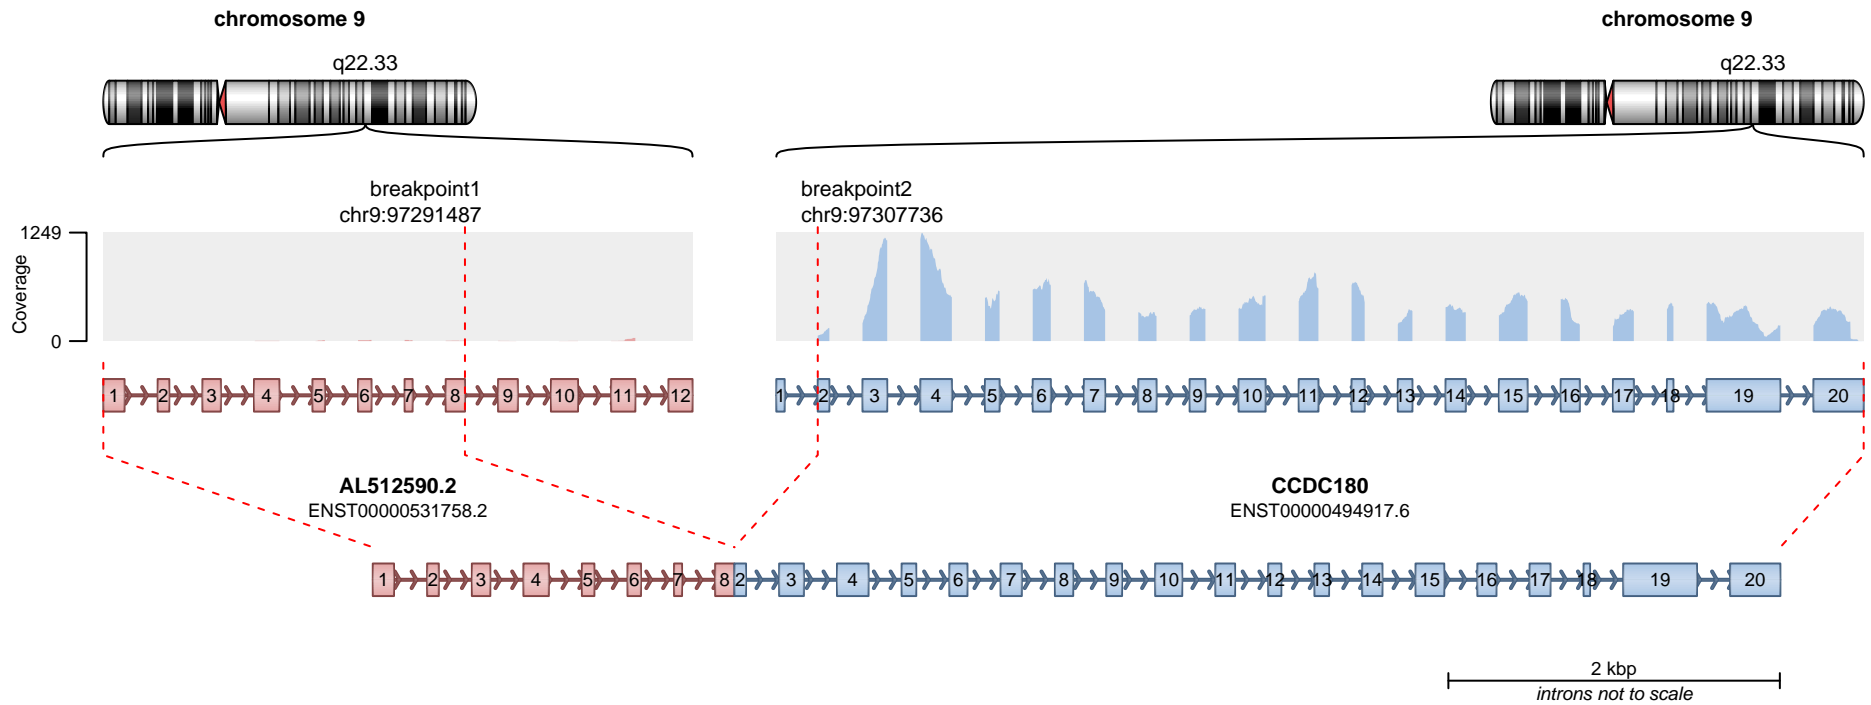 chromosome 9
chromosome 9
q22.33
q22.33
breakpoint1
chr9:97291487
breakpoint2
chr9:97307736
1249
Coverage
0
1 2 3 4 5 6 7 8 9 10 11 12
1 2 3 4 5 6 7 8 9 10 11 12 13 14 15 16 17 18 19 20
AL512590.2
ENST00000531758.2
CCDC180
ENST00000494917.6
1 2 3 4 5 6 7 8 2 3 4 5 6 7 8 9 10 11 12 13 14 15 16 17 18 19 20
2 kbp
introns not to scale